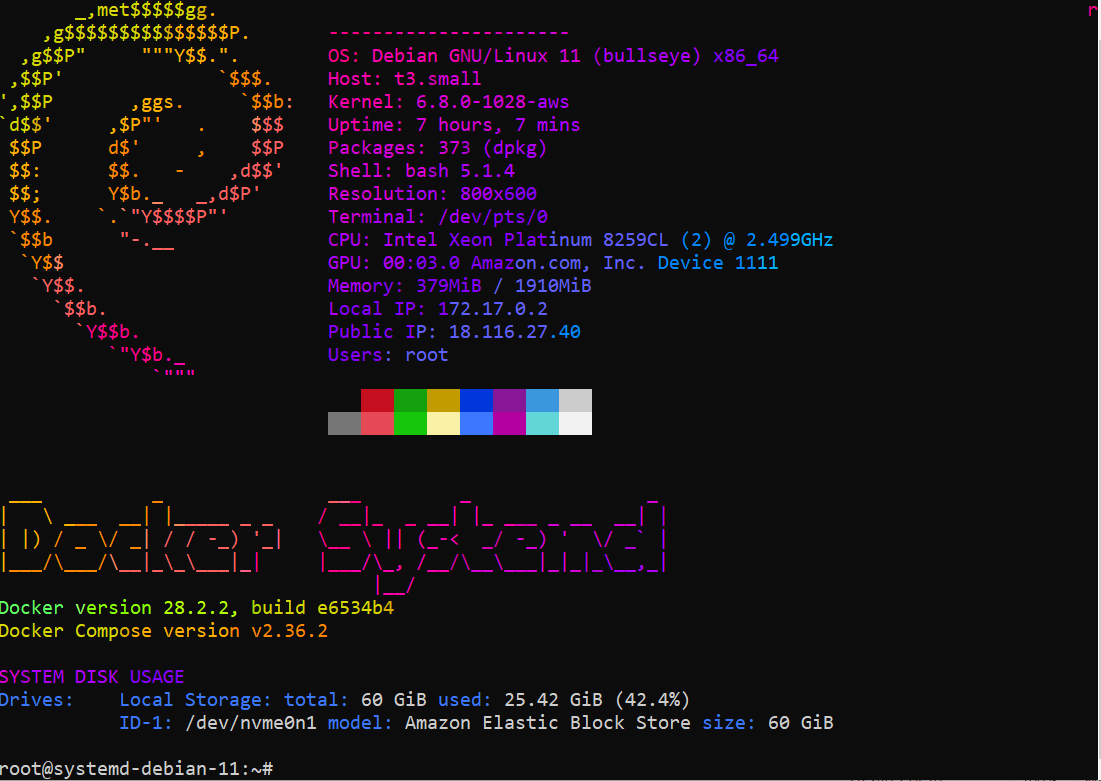 OS: Debian GNU/Linux 11 (bullseye) x86_64
Host: t3.small
Kernel: 6.8.0-1028-aws
Uptime: 7 hours, 7 mins
Packages: 373 (dpkg)
Shell: bash 5.1.4
Resolution: 800x600
Terminal: /dev/pts/0
CPU: Intel Xeon Platinum 8259CL (2) @ 2.499GHz
GPU: 00:03.0 Amazon.com, Inc. Device 1111
Memory: 379MiB / 1910MiB
Local IP: 172.17.0.2
Public IP: 18.116.27.40
Users: root
Docker Systemd
Docker version 28.2.2, build e6534b4
Docker Compose version v2.36.2
SYSTEM DISK USAGE
Drives: Local Storage: total: 60 GiB used: 25.42 GiB (42.4%)
ID-1: /dev/nvme0n1 model: Amazon Elastic Block Store size: 60 GiB
root@systemd-debian-11:~#